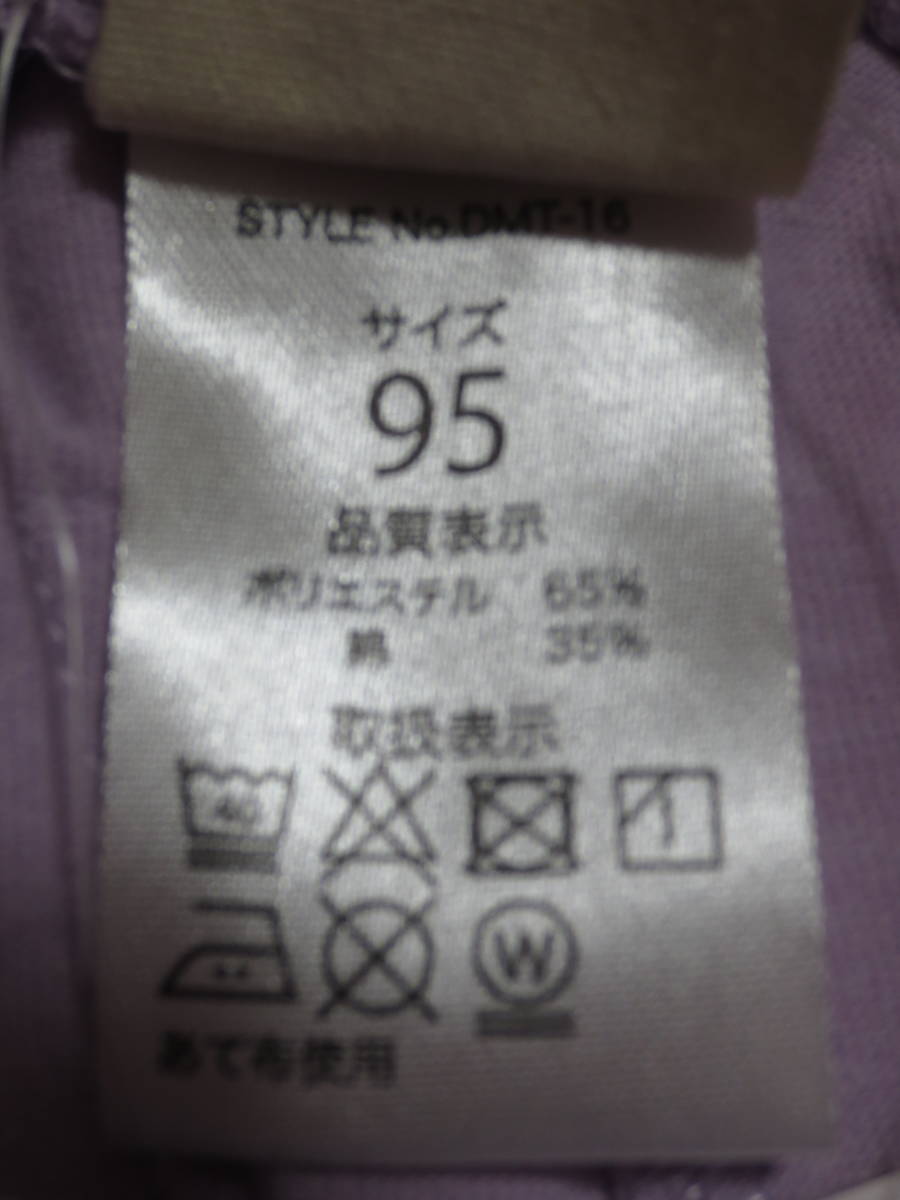 STYLE No.DMT-16
サイズ
95
品質表示
ポリエステル 65%
綿 35%
取扱表示
40
W
あて布使用